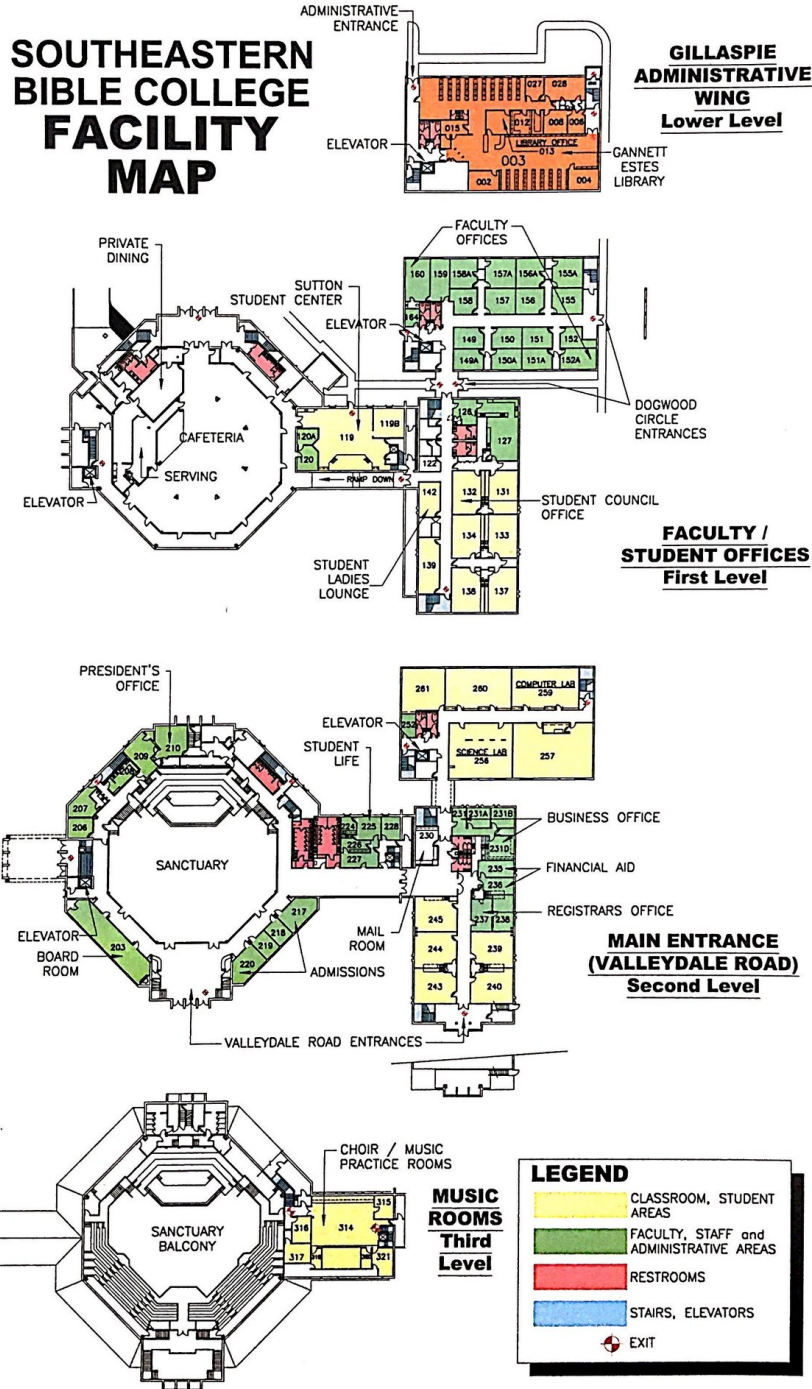 SOUTHEASTERN
BIBLE COLLEGE
FACILITY
MAP
ADMINISTRATIVE
ENTRANCE
GILLASPIE
ADMINISTRATIVE
WING
Lower Level
027
028
015
012
008
006
ELEVATOR
LIBRARY OFFICE
013
003
GANNETT
ESTES
LIBRARY
002
004
PRIVATE
DINING
FACULTY
OFFICES
SUTTON
CENTER
STUDENT
160
159
158A
157A
156A
155A
158
157
156
155
164
ELEVATOR
149
150
151
152
149A
150A
151A
152A
DOGWOOD
CIRCLE
ENTRANCES
CAFETERIA
SERVING
ELEVATOR
120A
120
119
119B
122
126
127
RAMP DOWN
142
132
131
STUDENT COUNCIL
OFFICE
134
133
139
138
137
STUDENT
LADIES
LOUNGE
FACULTY /
STUDENT OFFICES
First Level
PRESIDENT'S
OFFICE
261
260
COMPUTER LAB
259
ELEVATOR
252
SCIENCE LAB
256
257
STUDENT
LIFE
210
209
208
207
206
SANCTUARY
224
225
228
226
227
230
231
231A
231B
BUSINESS OFFICE
231D
235
FINANCIAL AID
236
237
238
REGISTRARS OFFICE
MAIL
ROOM
245
244
239
243
240
ELEVATOR
BOARD
ROOM
203
217
218
219
220
ADMISSIONS
MAIN ENTRANCE
(VALLEYDALE ROAD)
Second Level
VALLEYDALE ROAD ENTRANCES
CHOIR / MUSIC
PRACTICE ROOMS
SANCTUARY
BALCONY
315
316
314
317
321
MUSIC
ROOMS
Third
Level
LEGEND
CLASSROOM, STUDENT
AREAS
FACULTY, STAFF and
ADMINISTRATIVE AREAS
RESTROOMS
STAIRS, ELEVATORS
EXIT